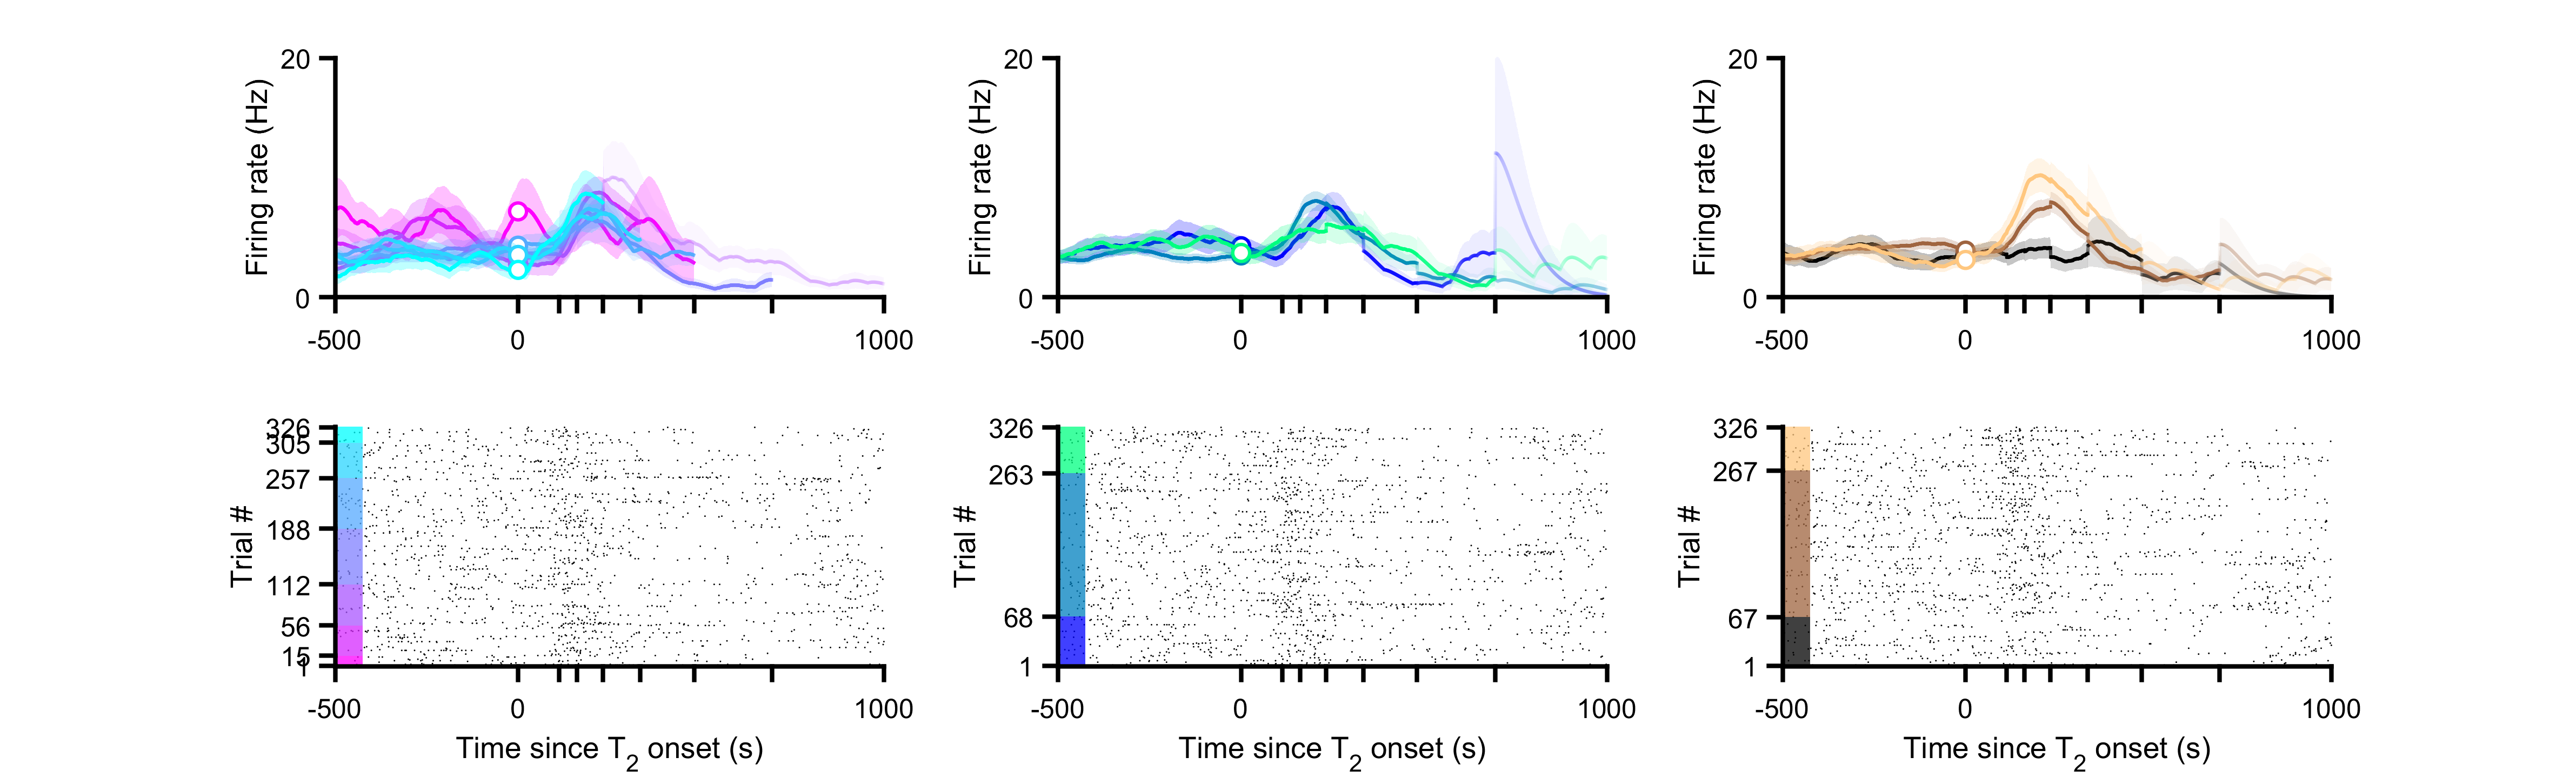 20
Firing rate (Hz)
0
-500 0 1000
20
Firing rate (Hz)
0
-500 0 1000
20
Firing rate (Hz)
0
-500 0 1000
326
305
257
188
112
56
15
1
Trial #
-500 0 1000
Time since T2 onset (s)
326
263
68
1
Trial #
-500 0 1000
Time since T2 onset (s)
326
267
67
1
Trial #
-500 0 1000
Time since T2 onset (s)